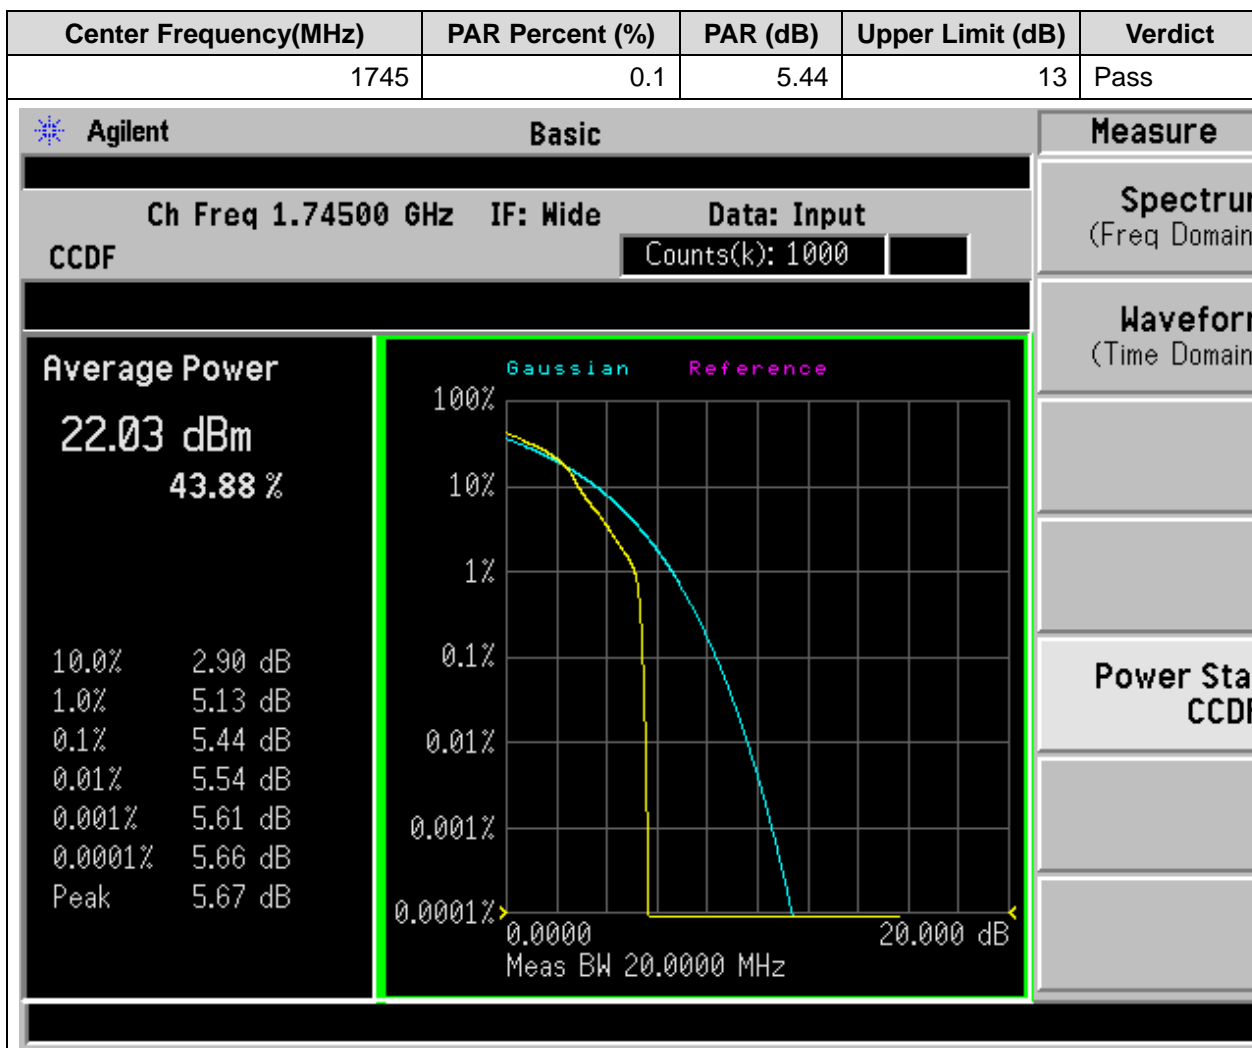 Center Frequency(MHz) PAR Percent (%) PAR (dB) Upper Limit (dB) Verdict
1745 0.1 5.44 13 Pass
Agilent Basic Measure
Ch Freq 1.74500 GHz IF: Wide Data: Input
CCDF Counts(k): 1000
Spectru
(Freq Domain
Wavefor
(Time Domain
Power Sta
CCD
Average Power
22.03 dBm
43.88 %
10.0% 2.90 dB
1.0% 5.13 dB
0.1% 5.44 dB
0.01% 5.54 dB
0.001% 5.61 dB
0.0001% 5.66 dB
Peak 5.67 dB
Gaussian Reference
100%
10%
1%
0.1%
0.01%
0.001%
0.0001%
0.0000 20.000 dB
Meas BW 20.0000 MHz